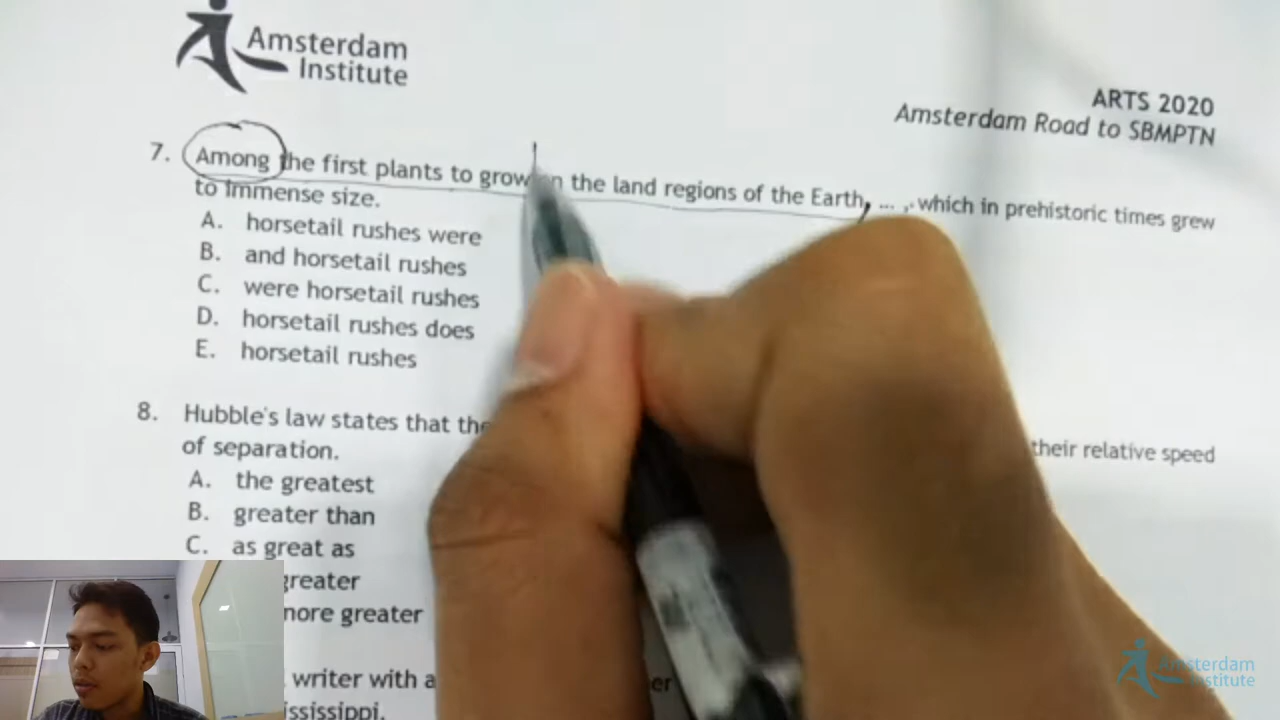 Amsterdam
Institute
ARTS 2020
Amsterdam Road to SBMPTN
7. Among the first plants to grow on the land regions of the Earth, ... , which in prehistoric times grew
to immense size.
A. horsetail rushes were
B. and horsetail rushes
C. were horsetail rushes
D. horsetail rushes does
E. horsetail rushes
8. Hubble's law states that the their relative speed
of separation.
A. the greatest
B. greater than
C. as great as
greater
more greater
writer with a
Amsterdam
Institute